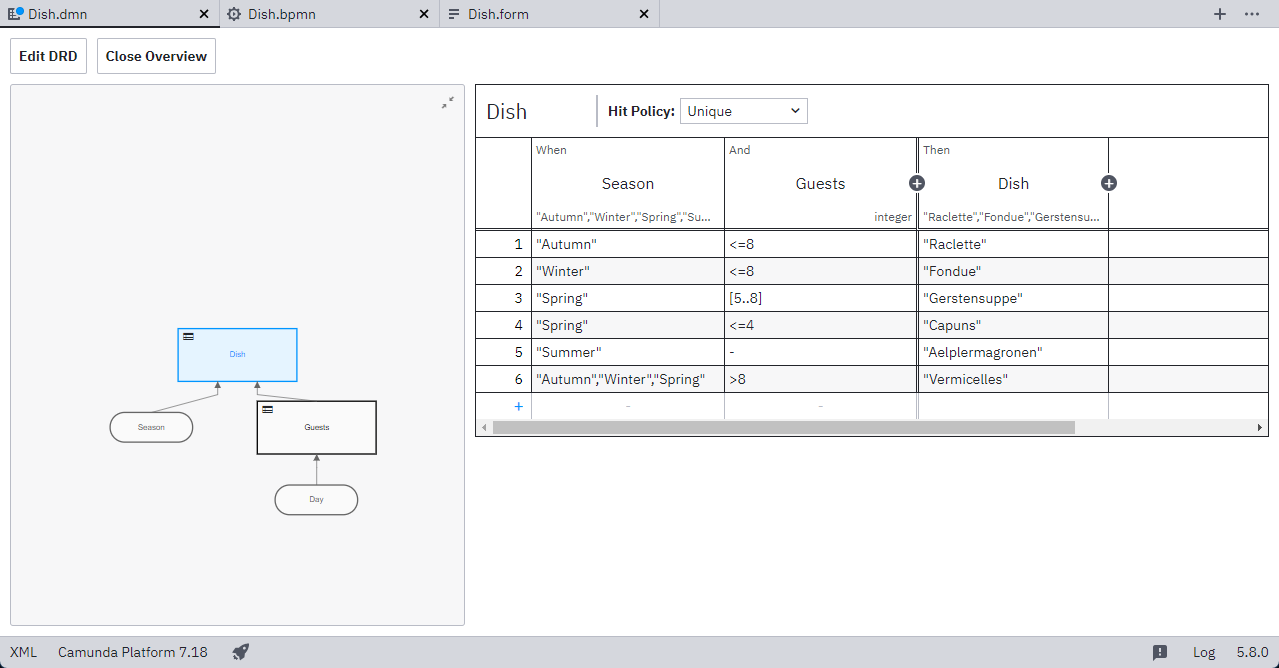 Dish.dmn Dish.bpmn Dish.form
Edit DRD Close Overview
Dish Hit Policy: Unique
When And Then
Season Guests Dish
"Autumn","Winter","Spring","Su... integer "Raclette","Fondue","Gerstensu...
1 "Autumn" <=8 "Raclette"
2 "Winter" <=8 "Fondue"
3 "Spring" [5..8] "Gerstensuppe"
4 "Spring" <=4 "Capuns"
5 "Summer" - "Aelplermagronen"
6 "Autumn","Winter","Spring" >8 "Vermicelles"
+ - -
Dish
Season Guests
Day
XML Camunda Platform 7.18 Log 5.8.0